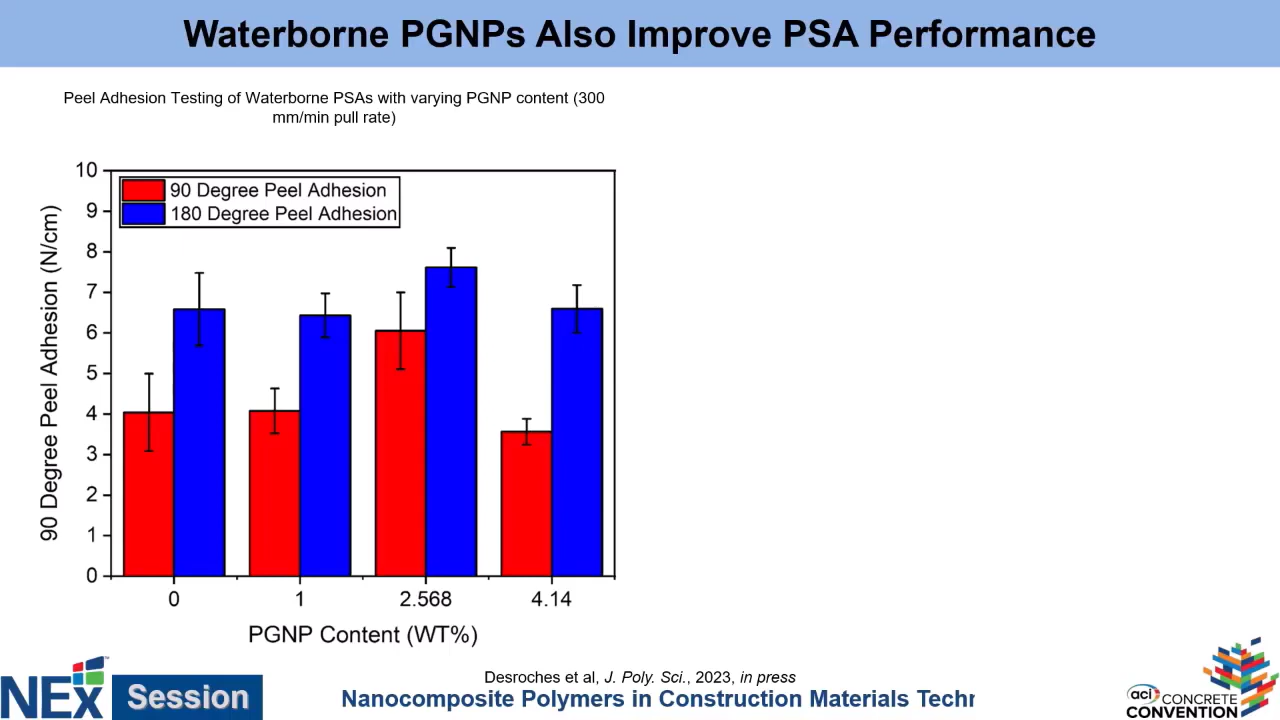 Waterborne PGNPs Also Improve PSA Performance
Peel Adhesion Testing of Waterborne PSAs with varying PGNP content (300
mm/min pull rate)
10
9
8
7
6
5
4
3
2
1
0
90 Degree Peel Adhesion
180 Degree Peel Adhesion
90 Degree Peel Adhesion (N/cm)
0 1 2.568 4.14
PGNP Content (WT%)
Desroches et al, J. Poly. Sci., 2023, in press
NEx Session
Nanocomposite Polymers in Construction Materials Techr
aci CONCRETE
CONVENTION